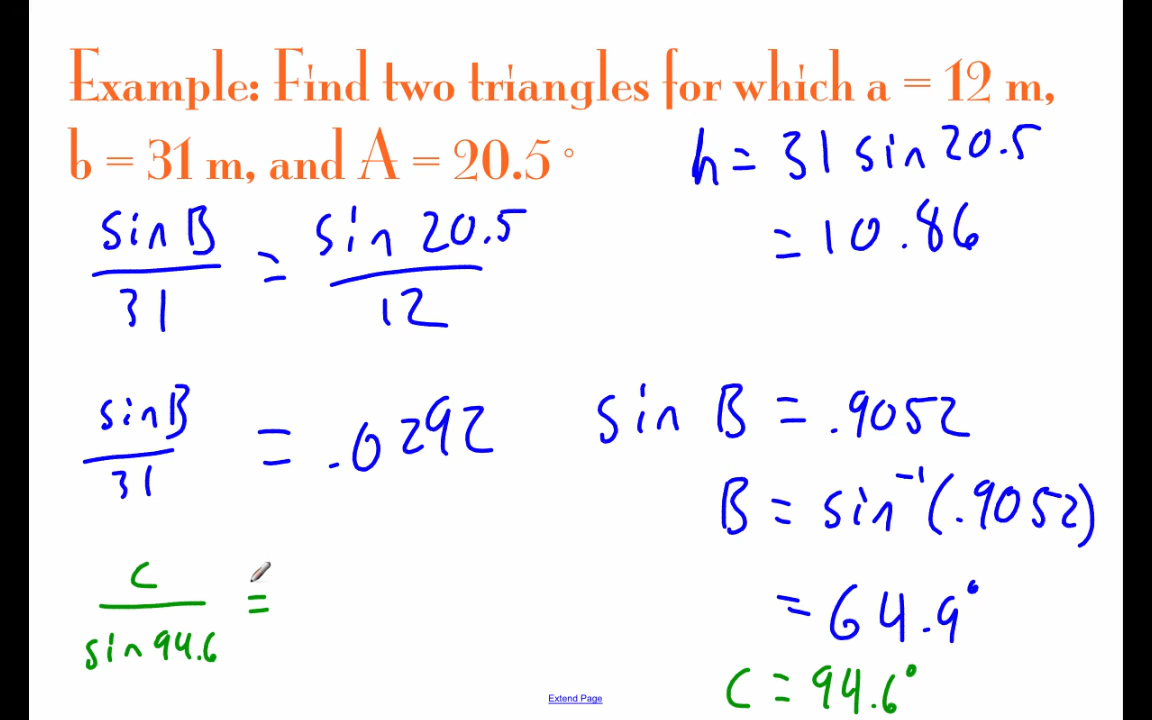 Example: Find two triangles for which a = 12 m,
b = 31 m, and A = 20.5°
h = 31 sin 20.5
= 10.86
sin B / 31 = sin 20.5 / 12
sin B / 31 = .0292
sin B = .9052
B = sin⁻¹(.9052)
= 64.9°
C = 94.6°
c / sin 94.6 =
Extend Page